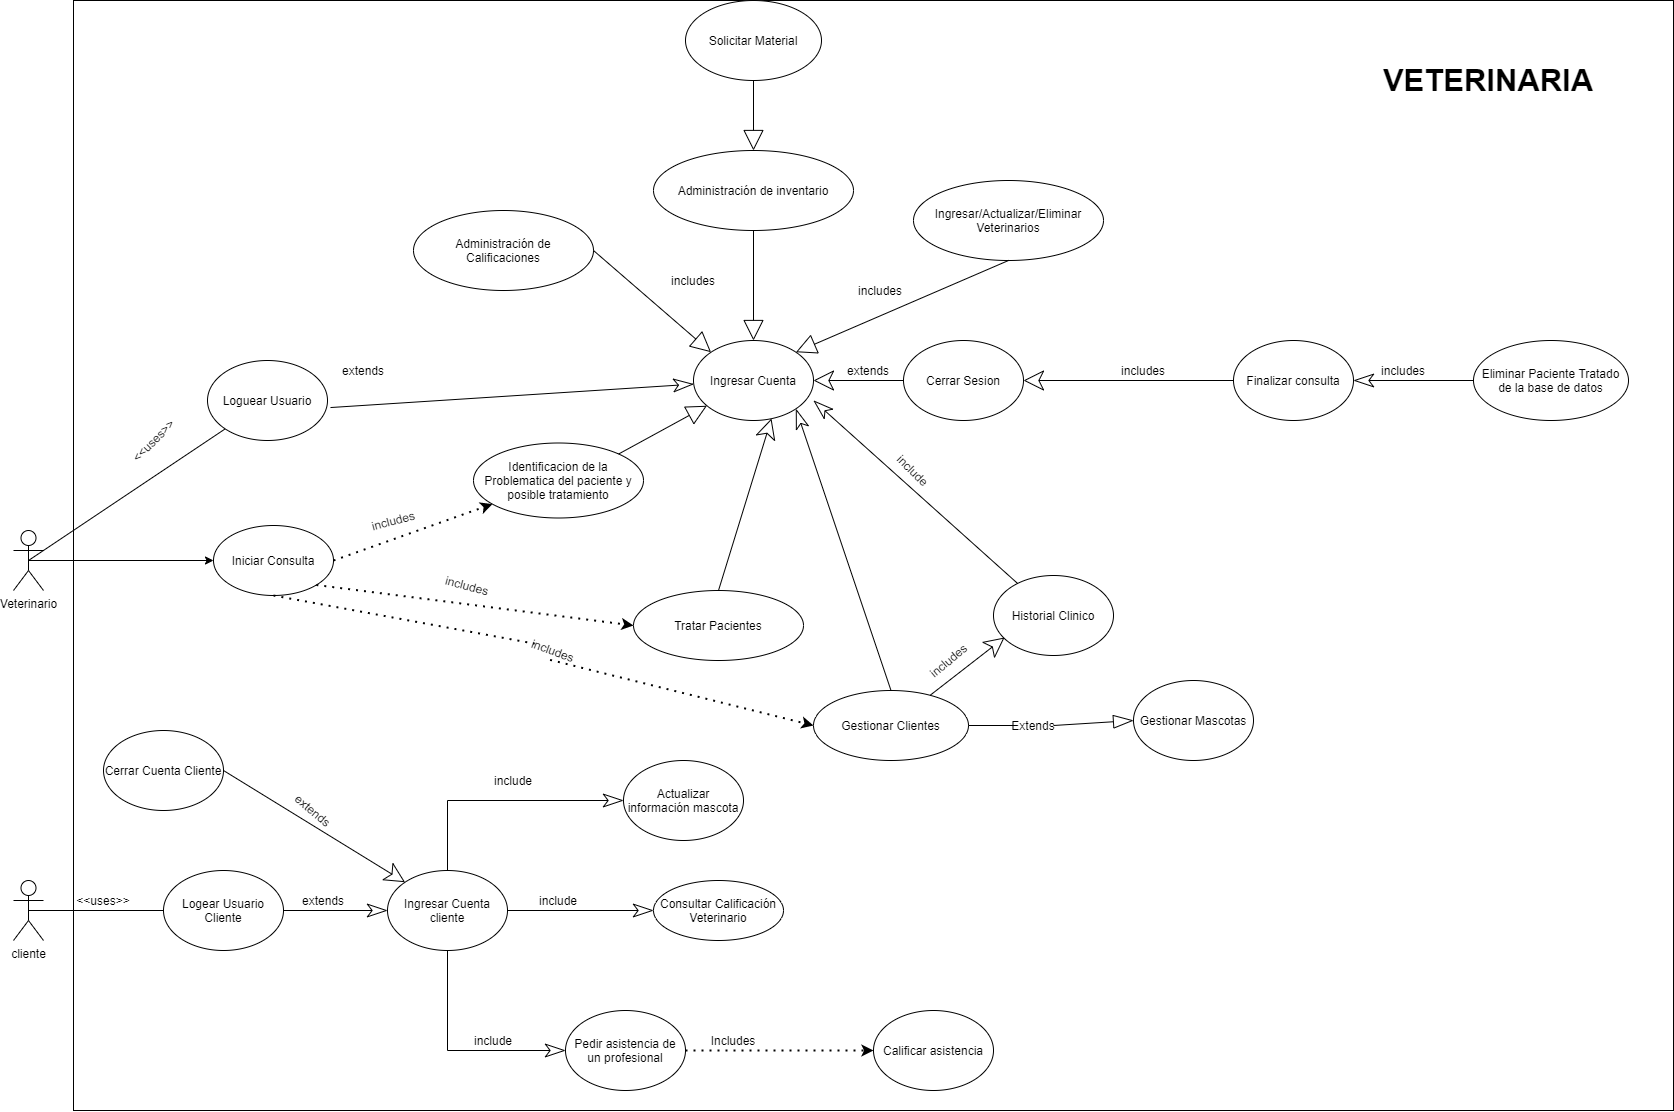 Solicitar Material
VETERINARIA
Administración de inventario
Ingresar/Actualizar/Eliminar
Veterinarios
Administración de
Calificaciones
includes
includes
Loguear Usuario
extends
Ingresar Cuenta
extends
Cerrar Sesion
includes
Finalizar consulta
includes
Eliminar Paciente Tratado
de la base de datos
<<uses>>
Identificacion de la
Problematica del paciente y
posible tratamiento
include
includes
Veterinario
Iniciar Consulta
includes
Tratar Pacientes
Historial Clinico
includes
includes
Gestionar Clientes
Extends
Gestionar Mascotas
Cerrar Cuenta Cliente
extends
include
Actualizar
información mascota
cliente
<<uses>>
Logear Usuario
Cliente
extends
Ingresar Cuenta
cliente
include
Consultar Calificación
Veterinario
include
Pedir asistencia de
un profesional
Includes
Calificar asistencia